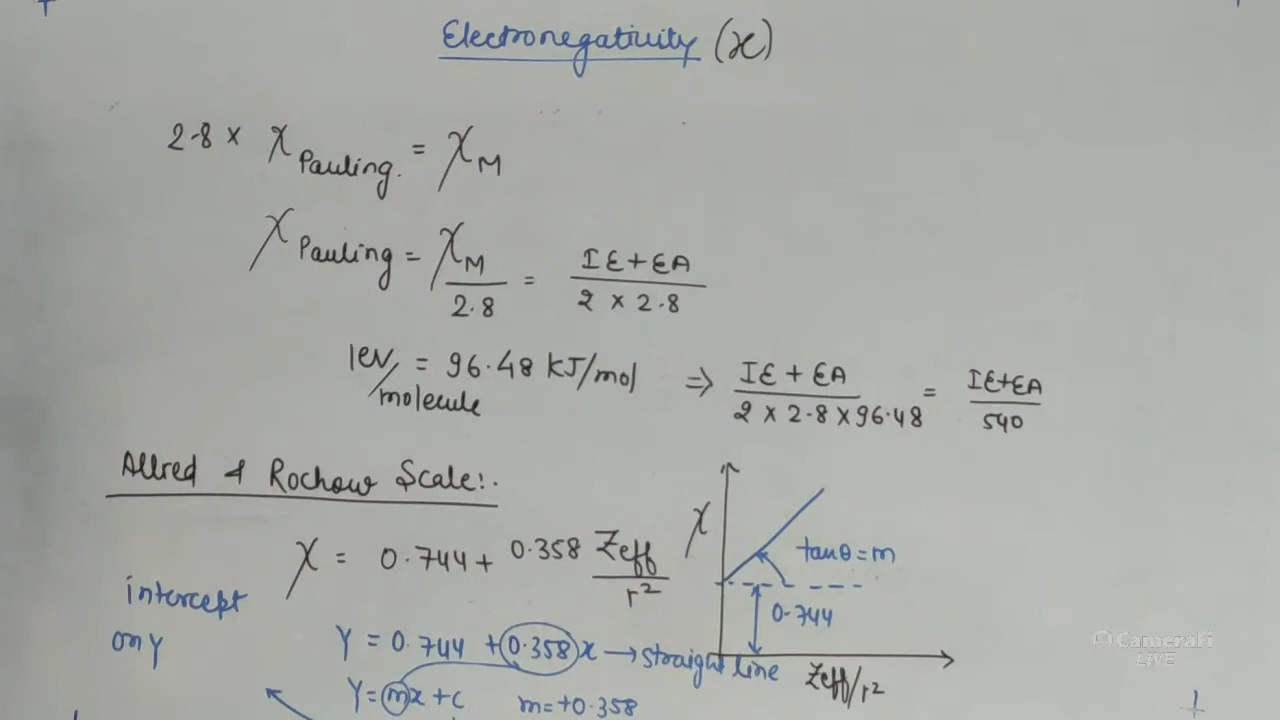 Electronegativity (x)
2.8 × χ Pauling. = χ M
χ Pauling = χ M / 2.8 = IE + EA / 2 × 2.8
1eV/molecule = 96.48 KJ/mol ⇒ IE + EA / 2 × 2.8 × 96.48 = IE+EA / 540
Allred & Rochow Scale:.
χ = 0.744 + 0.358 Zeff / r²
χ
tanθ = m
0.744
Zeff/r²
intercept
on y
Y = 0.744 + 0.358 x → straight line
Y = mx + c m = +0.358
CameraFi
LIVE